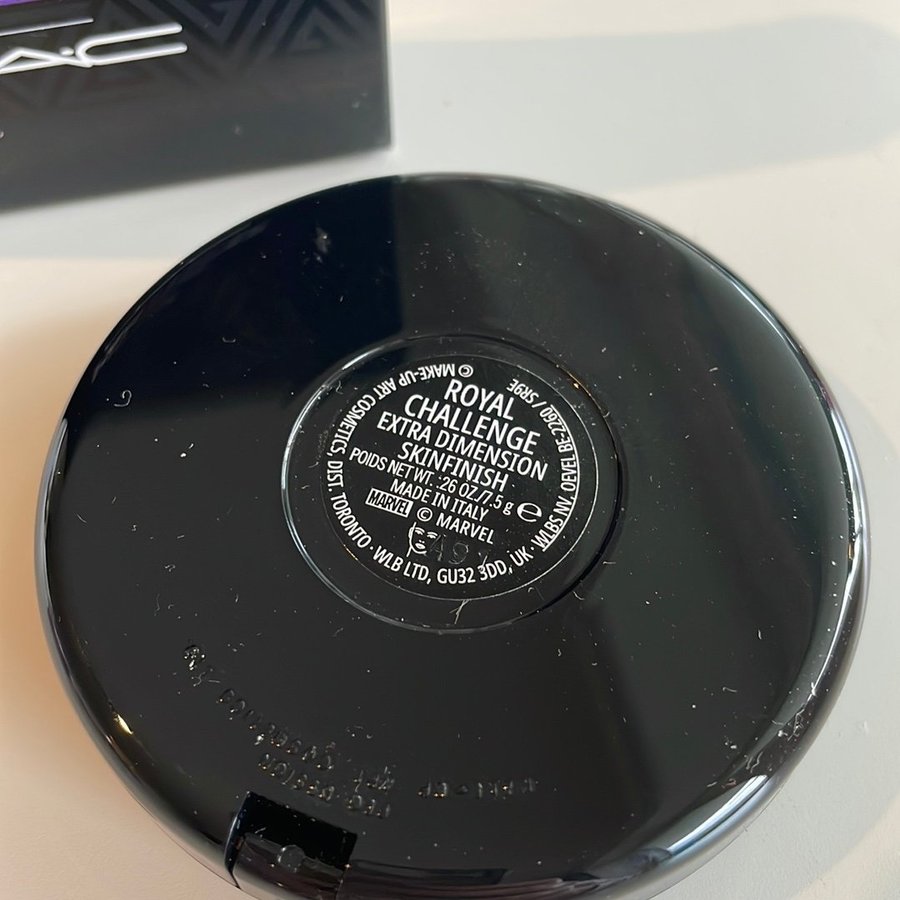 MAC
ROYAL
CHALLENGE
EXTRA DIMENSION
SKINFINISH
POIDS NET WT. .26 OZ/7.5 g ℮
MADE IN ITALY
MARVEL © MARVEL
© MAKE-UP ART COSMETICS, DIST. TORONTO · WLB LTD, GU32 3DD, UK · WLBS NV. OEVEL BE-2260 / SR9E